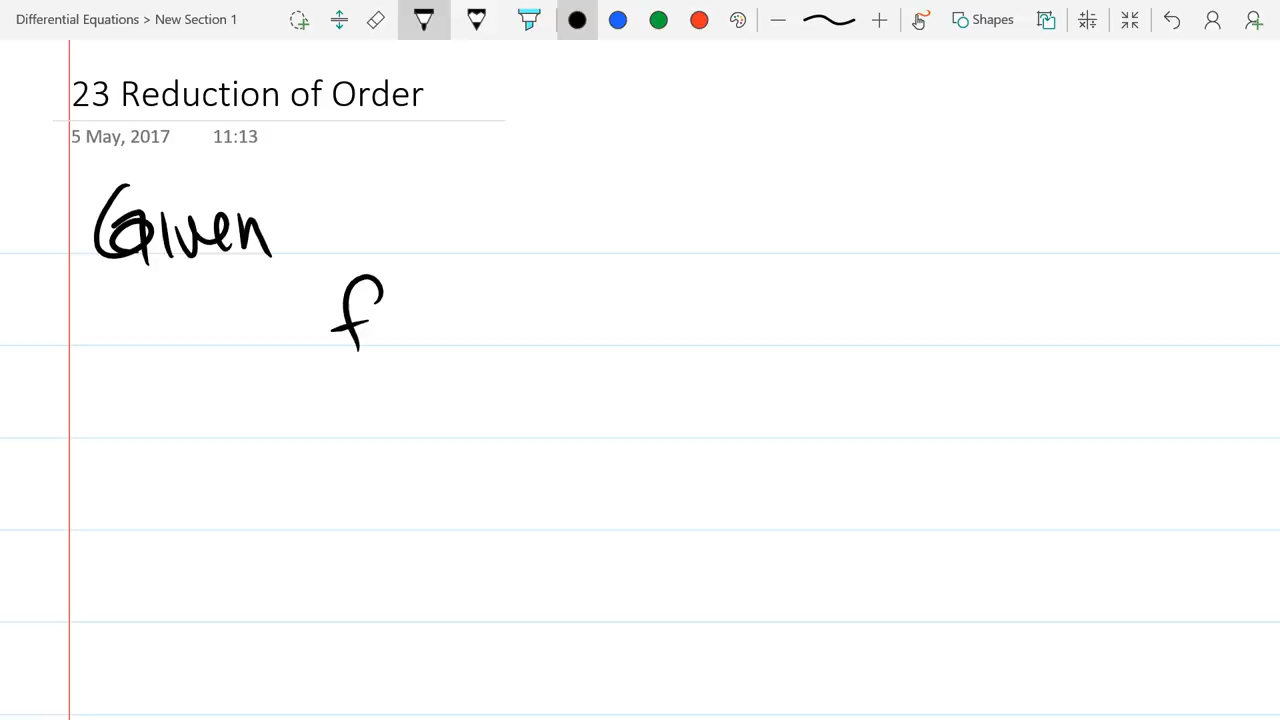 Differential Equations > New Section 1
Shapes
23 Reduction of Order
5 May, 2017 11:13
Given
f